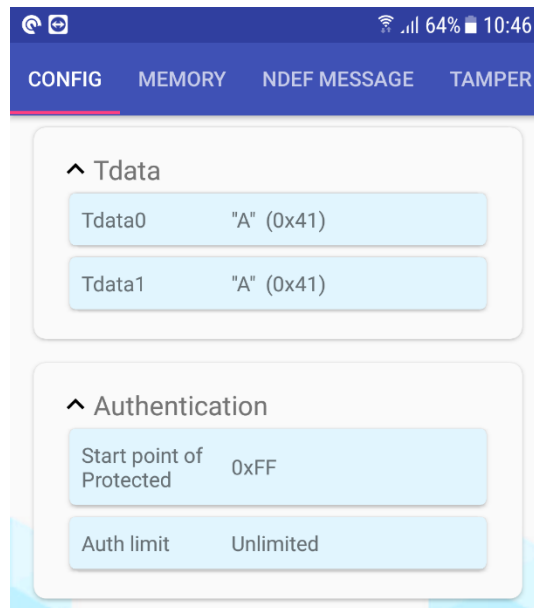 64% 10:46
CONFIG MEMORY NDEF MESSAGE TAMPER
Tdata
Tdata0 "A" (0x41)
Tdata1 "A" (0x41)
Authentication
Start point of
Protected 0xFF
Auth limit Unlimited